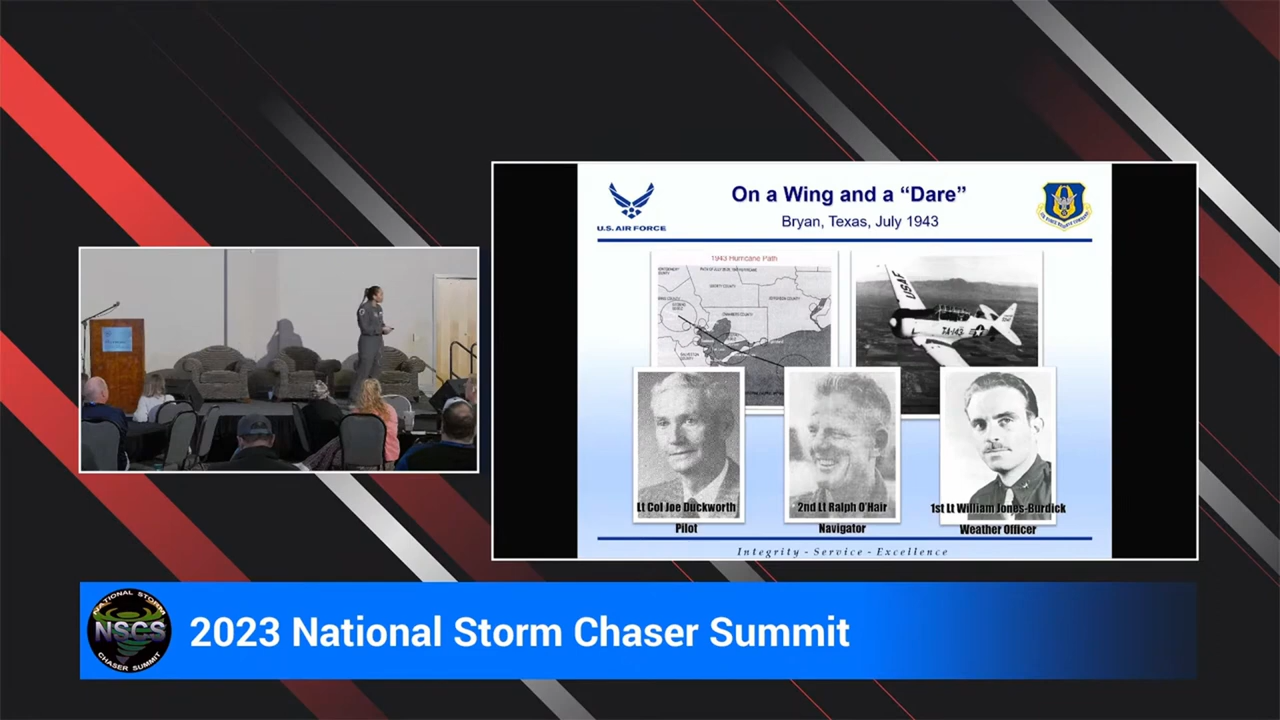 On a Wing and a “Dare”
Bryan, Texas, July 1943
U.S. AIR FORCE
1943 Hurricane Path
USAF
TA-143
Lt Col Joe Duckworth
Pilot
2nd Lt Ralph O'Hair
Navigator
1st Lt William Jones-Burdick
Weather Officer
Integrity - Service - Excellence
NATIONAL STORM
NSCS
CHASER SUMMIT
2023 National Storm Chaser Summit